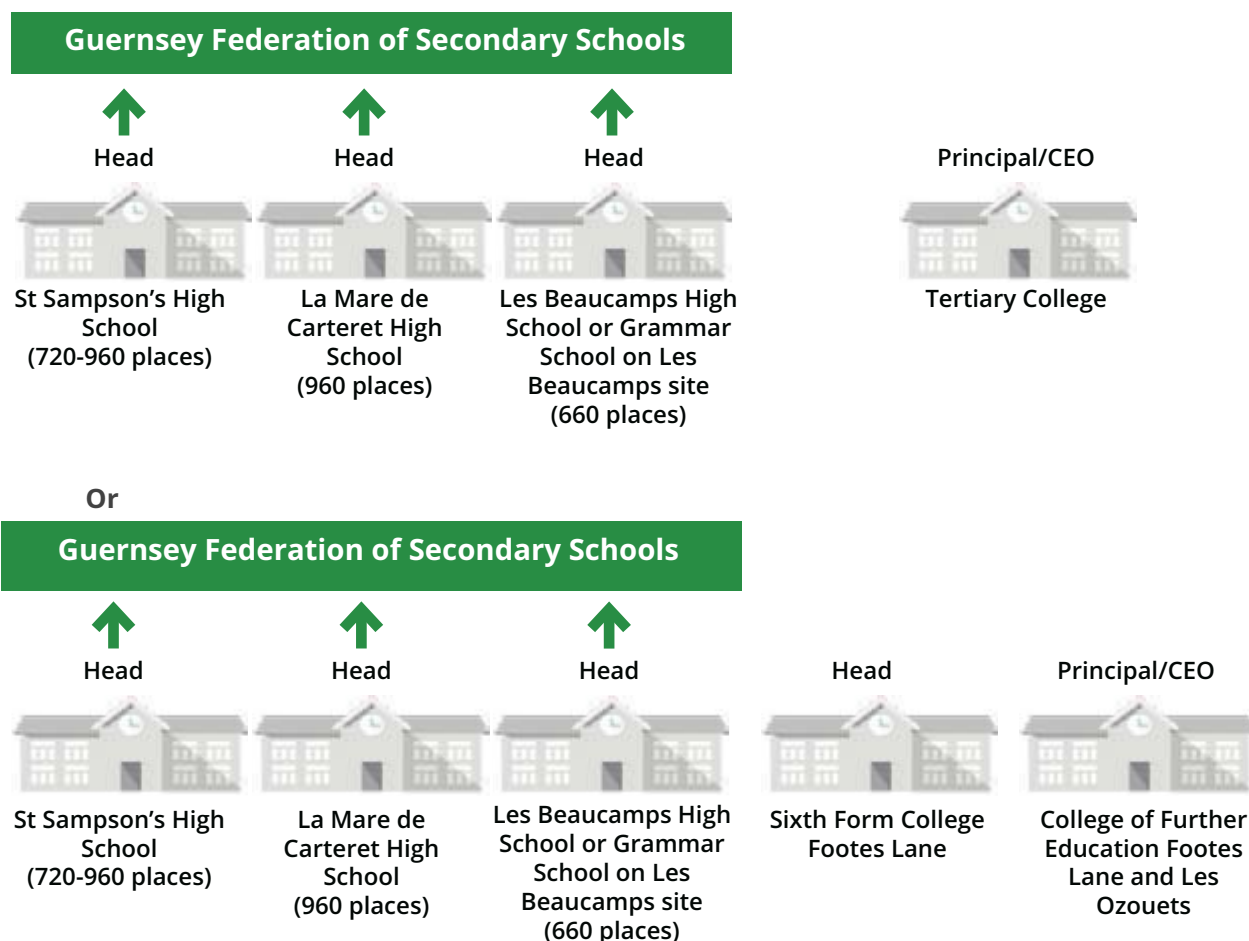 Guernsey Federation of Secondary Schools
Head
Head
Head
Principal/CEO
St Sampson's High
School
(720-960 places)
La Mare de
Carteret High
School
(960 places)
Les Beaucamps High
School or Grammar
School on Les
Beaucamps site
(660 places)
Tertiary College
Or
Guernsey Federation of Secondary Schools
Head
Head
Head
Head
Principal/CEO
St Sampson's High
School
(720-960 places)
La Mare de
Carteret High
School
(960 places)
Les Beaucamps High
School or Grammar
School on Les
Beaucamps site
(660 places)
Sixth Form College
Footes Lane
College of Further
Education Footes
Lane and Les
Ozouets